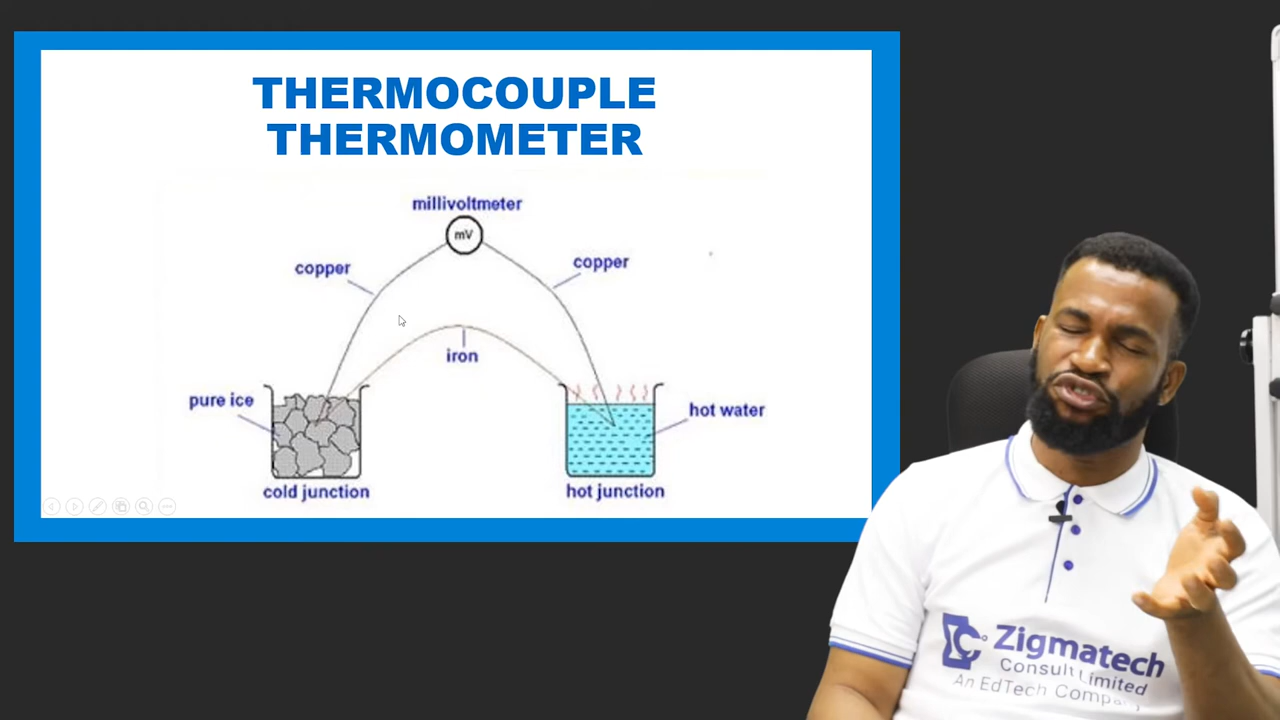 THERMOCOUPLE
THERMOMETER
millivoltmeter
mV
copper
copper
iron
pure ice
hot water
cold junction
hot junction
Zigmatech
Consult Limited
An EdTech